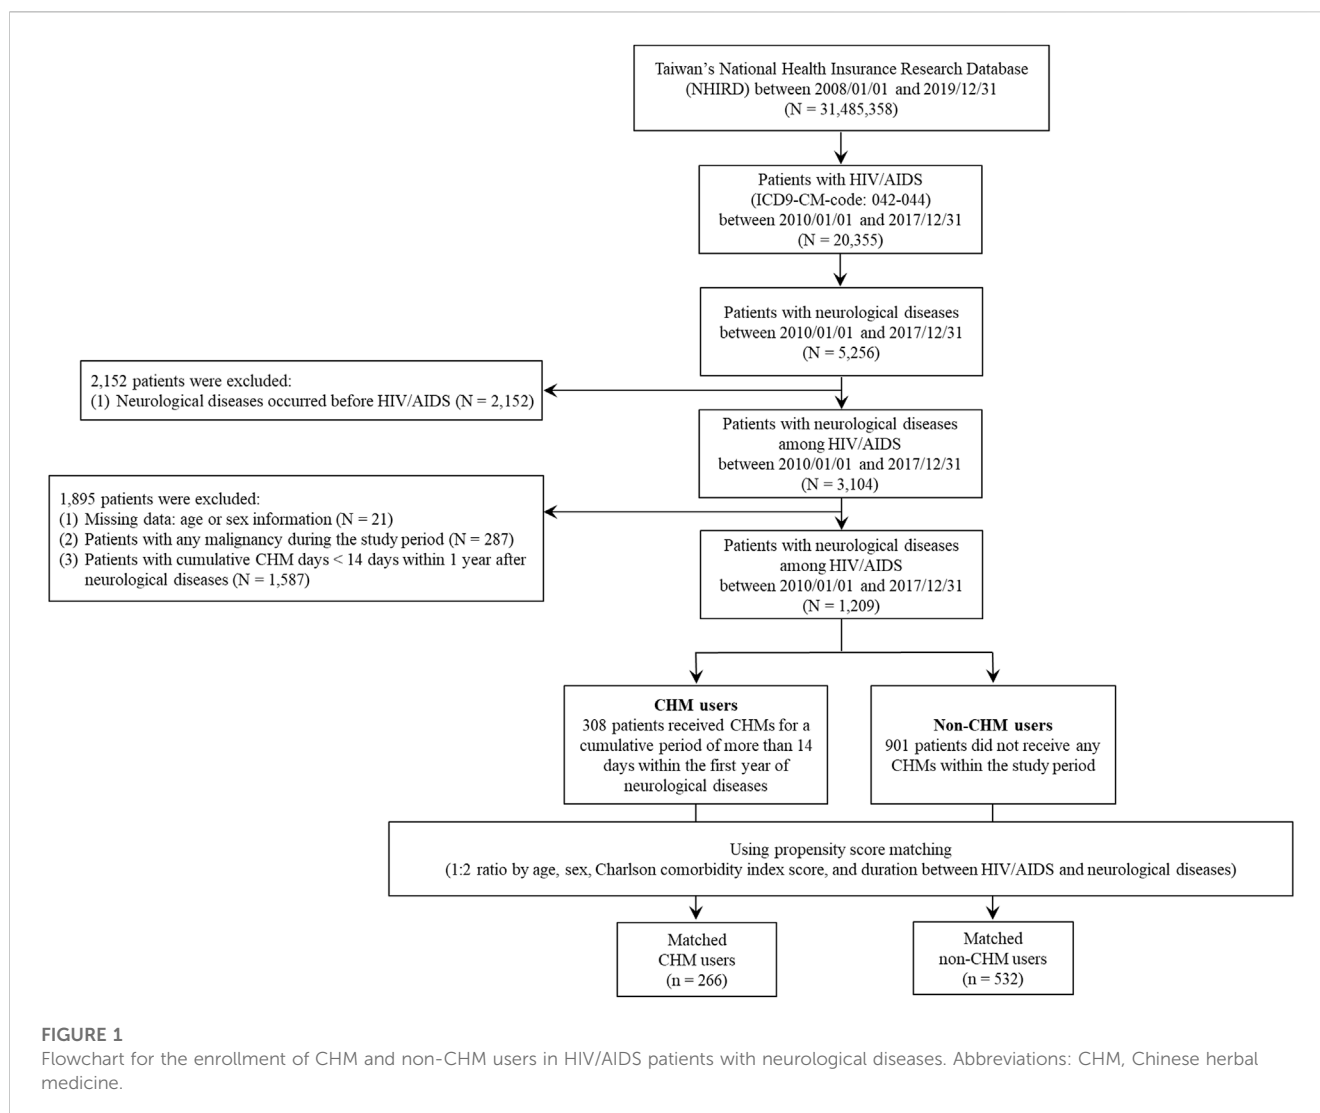 Taiwan's National Health Insurance Research Database
(NHIRD) between 2008/01/01 and 2019/12/31
(N = 31,485,358)
Patients with HIV/AIDS
(ICD9-CM-code: 042-044)
between 2010/01/01 and 2017/12/31
(N = 20,355)
Patients with neurological diseases
between 2010/01/01 and 2017/12/31
(N = 5,256)
2,152 patients were excluded:
(1) Neurological diseases occurred before HIV/AIDS (N = 2,152)
Patients with neurological diseases
among HIV/AIDS
between 2010/01/01 and 2017/12/31
(N = 3,104)
1,895 patients were excluded:
(1) Missing data: age or sex information (N = 21)
(2) Patients with any malignancy during the study period (N = 287)
(3) Patients with cumulative CHM days < 14 days within 1 year after
neurological diseases (N = 1,587)
Patients with neurological diseases
among HIV/AIDS
between 2010/01/01 and 2017/12/31
(N = 1,209)
CHM users
308 patients received CHMs for a
cumulative period of more than 14
days within the first year of
neurological diseases
Non-CHM users
901 patients did not receive any
CHMs within the study period
Using propensity score matching
(1:2 ratio by age, sex, Charlson comorbidity index score, and duration between HIV/AIDS and neurological diseases)
Matched
CHM users
(n = 266)
Matched
non-CHM users
(n = 532)
FIGURE 1
Flowchart for the enrollment of CHM and non-CHM users in HIV/AIDS patients with neurological diseases. Abbreviations: CHM, Chinese herbal
medicine.